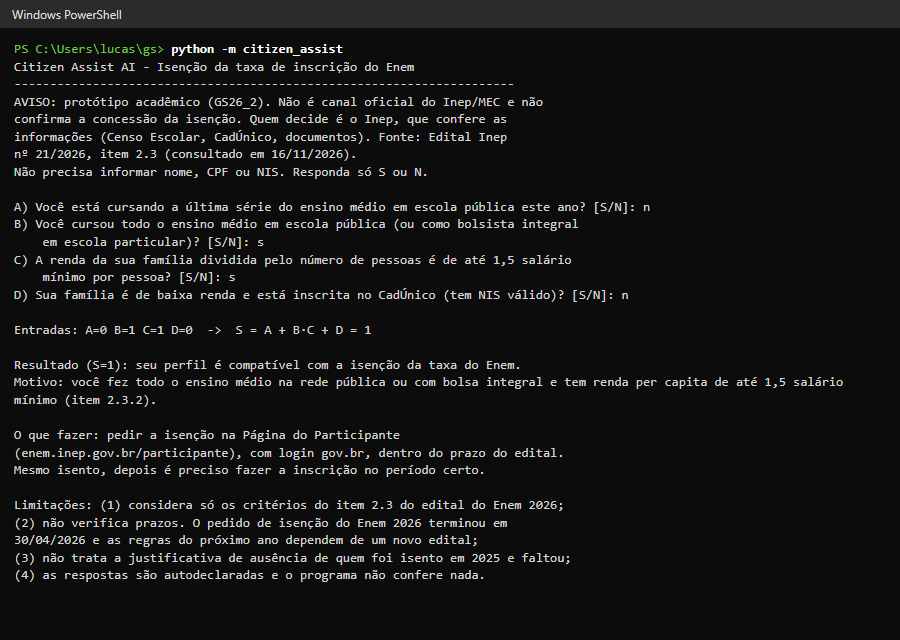 Windows PowerShell
PS C:\Users\lucas\gs> python -m citizen_assist
Citizen Assist AI - Isenção da taxa de inscrição do Enem
----------------------------------------------------------------------
AVISO: protótipo acadêmico (GS26_2). Não é canal oficial do Inep/MEC e não
confirma a concessão da isenção. Quem decide é o Inep, que confere as
informações (Censo Escolar, CadÚnico, documentos). Fonte: Edital Inep
nº 21/2026, item 2.3 (consultado em 16/11/2026).
Não precisa informar nome, CPF ou NIS. Responda só S ou N.
A) Você está cursando a última série do ensino médio em escola pública este ano? [S/N]: n
B) Você cursou todo o ensino médio em escola pública (ou como bolsista integral
em escola particular)? [S/N]: s
C) A renda da sua família dividida pelo número de pessoas é de até 1,5 salário
mínimo por pessoa? [S/N]: s
D) Sua família é de baixa renda e está inscrita no CadÚnico (tem NIS válido)? [S/N]: n
Entradas: A=0 B=1 C=1 D=0  ->  S = A + B·C + D = 1
Resultado (S=1): seu perfil é compatível com a isenção da taxa do Enem.
Motivo: você fez todo o ensino médio na rede pública ou com bolsa integral e tem renda per capita de até 1,5 salário
mínimo (item 2.3.2).
O que fazer: pedir a isenção na Página do Participante
(enem.inep.gov.br/participante), com login gov.br, dentro do prazo do edital.
Mesmo isento, depois é preciso fazer a inscrição no período certo.
Limitações: (1) considera só os critérios do item 2.3 do edital do Enem 2026;
(2) não verifica prazos. O pedido de isenção do Enem 2026 terminou em
30/04/2026 e as regras do próximo ano dependem de um novo edital;
(3) não trata a justificativa de ausência de quem foi isento em 2025 e faltou;
(4) as respostas são autodeclaradas e o programa não confere nada.